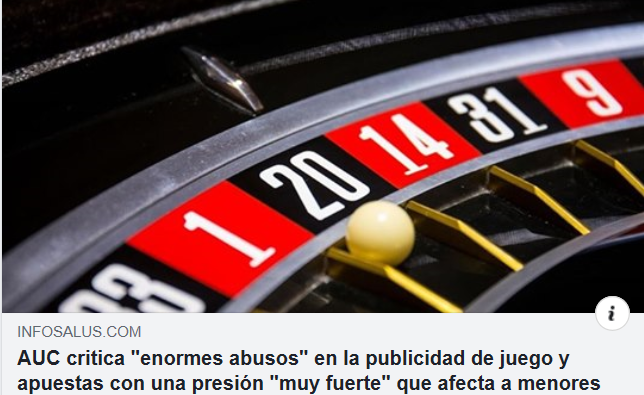 33
1
20
14
31
9
i
INFOSALUS.COM
AUC critica "enormes abusos" en la publicidad de juego y
apuestas con una presión "muy fuerte" que afecta a menores